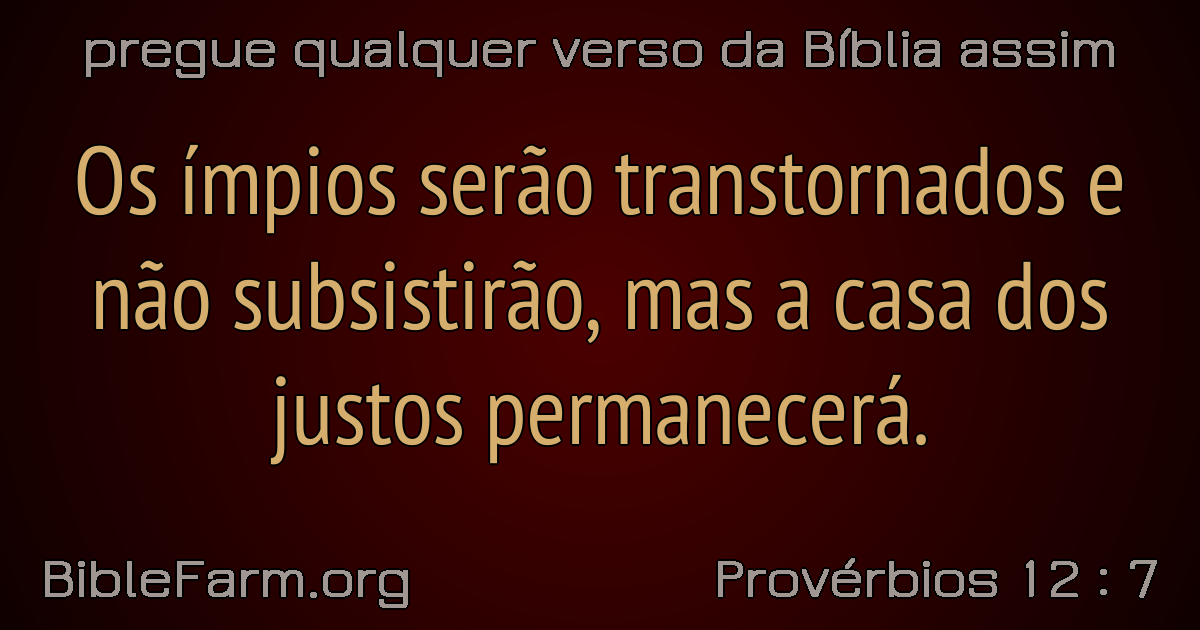 pregue qualquer verso da Bíblia assim
Os ímpios serão transtornados e
não subsistirão, mas a casa dos
justos permanecerá.
BibleFarm.org
Provérbios 12 : 7